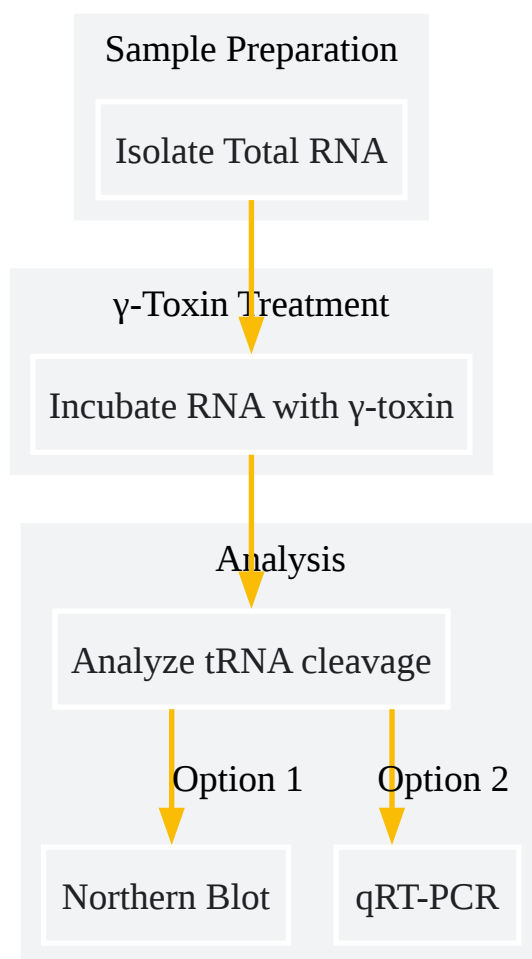 Sample Preparation
Isolate Total RNA
γ-Toxin Treatment
Incubate RNA with γ-toxin
Analysis
Analyze tRNA cleavage
Option 1
Option 2
Northern Blot
qRT-PCR